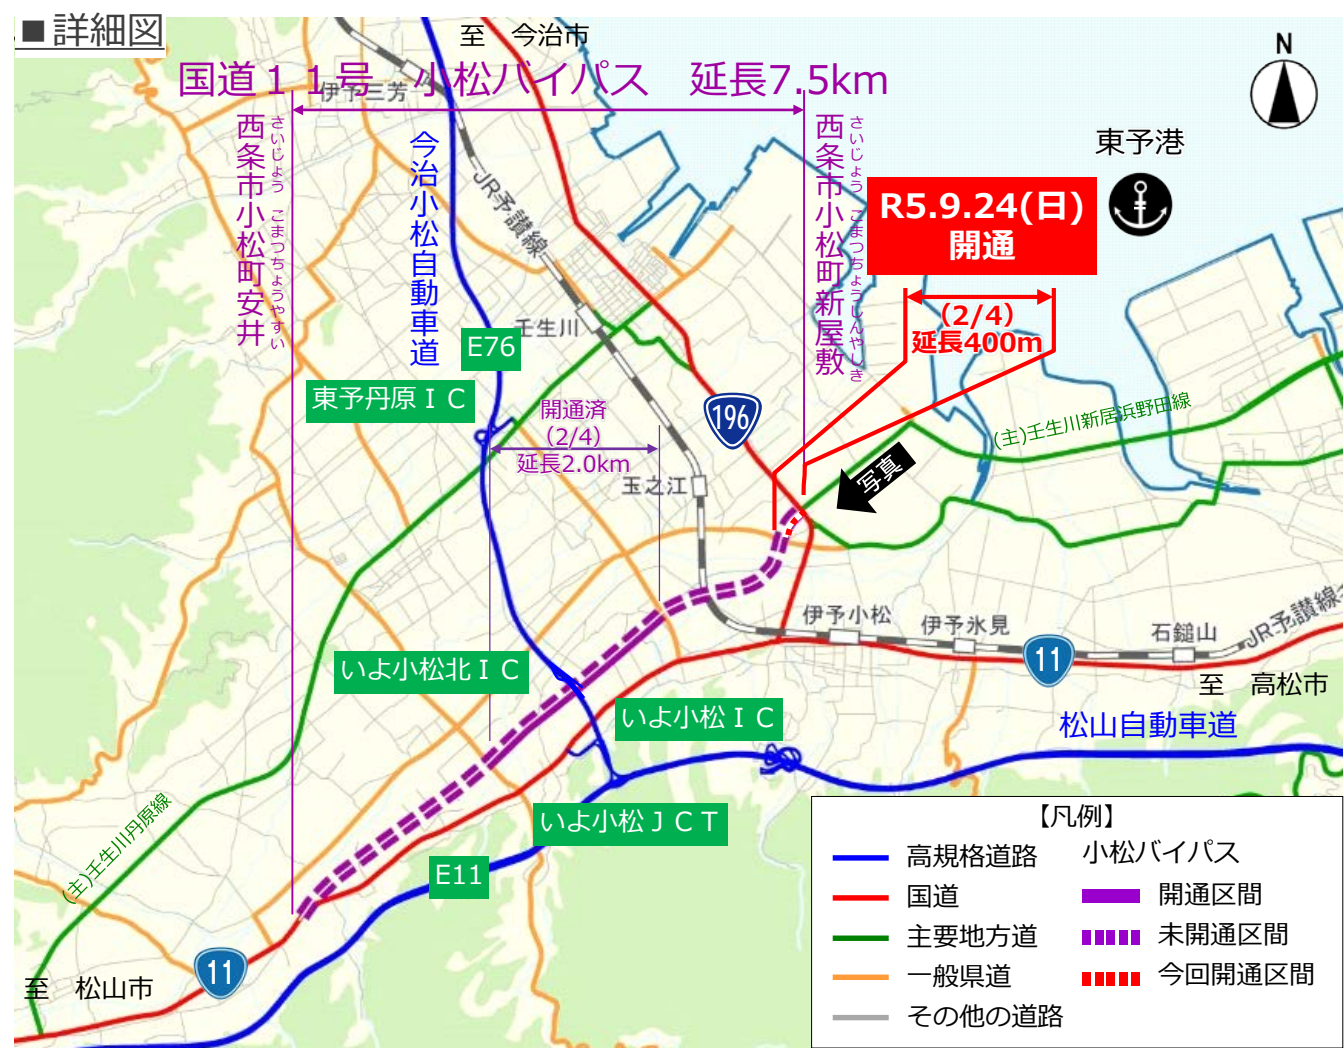 ■詳細図
至 今治市
国道１１号 小松バイパス 延長7.5km
伊予三芳
西条市小松町安井
さいじょう こまつちょうやすい
今治小松自動車道
JR予讃線
西条市小松町新屋敷
さいじょう こまつちょうしんやしき
N
東予港
R5.9.24(日)
開通
（2/4）
延長400m
壬生川
E76
東予丹原ＩＣ
開通済
（2/4）
延長2.0km
196
玉之江
写真
(主)壬生川新居浜野田線
伊予小松
伊予氷見
石鎚山
JR予讃線
11
至 高松市
いよ小松北ＩＣ
いよ小松ＩＣ
松山自動車道
いよ小松ＪＣＴ
E11
(主)壬生川丹原線
11
至 松山市
【凡例】
高規格道路
国道
主要地方道
一般県道
その他の道路
小松バイパス
開通区間
未開通区間
今回開通区間